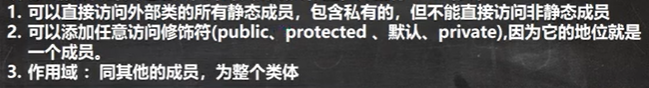 1. 可以直接访问外部类的所有静态成员，包含私有的，但不能直接访问非静态成员
2. 可以添加任意访问修饰符(public、protected 、默认、private),因为它的地位就是
一个成员。
3. 作用域 ：同其他的成员，为整个类体